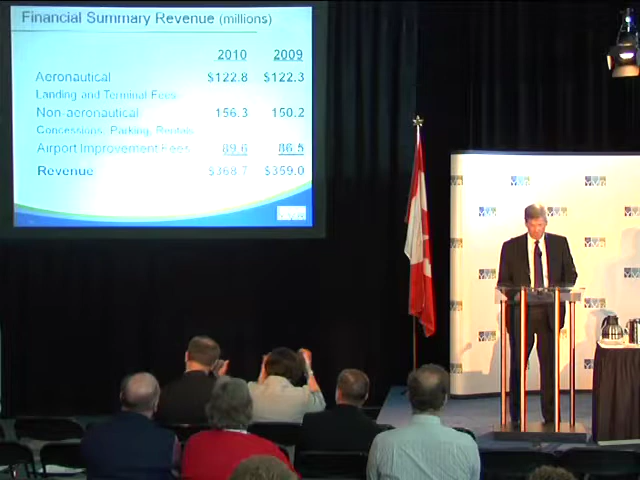 Financial Summary Revenue (millions)
2010 2009
Aeronautical $122.8 $122.3
Landing and Terminal Fees
Non-aeronautical 156.3 150.2
Concessions, Parking, Rentals
Airport Improvement Fees 89.6 86.5
Revenue $368.7 $359.0
YVR